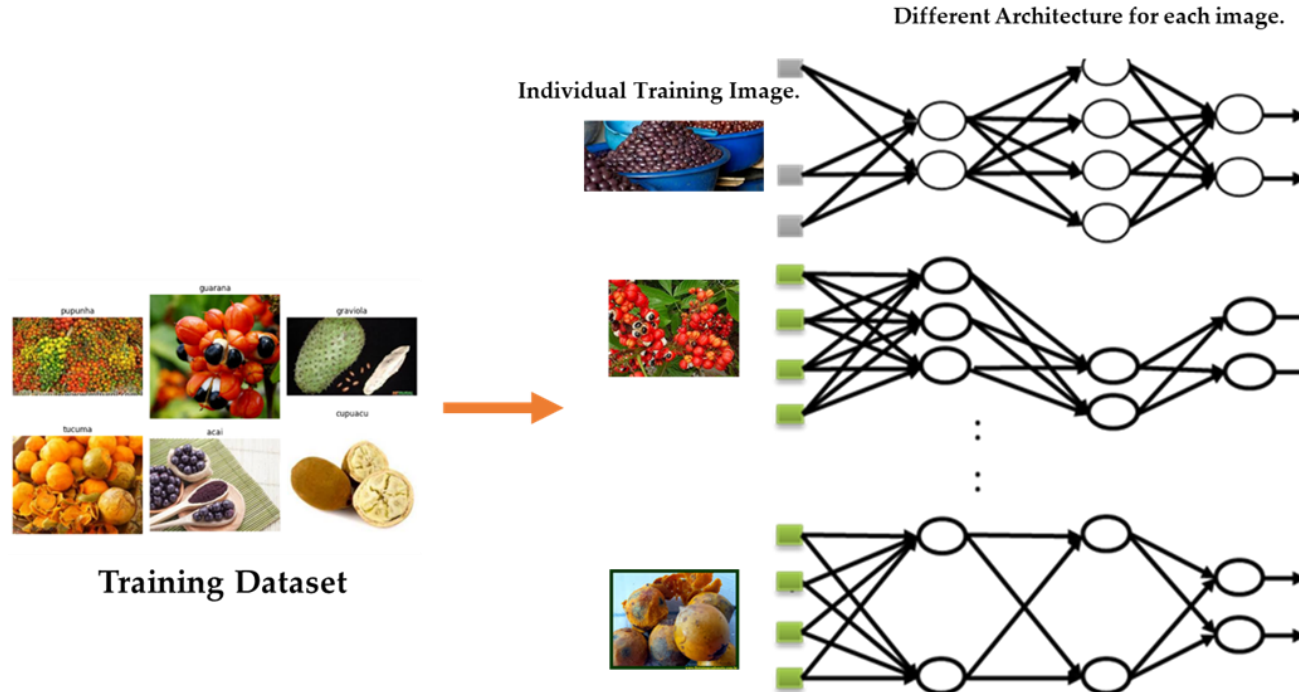 Different Architecture for each image.
Individual Training Image.
guarana
pupunha
graviola
tucuma
acai
cupuacu
Training Dataset